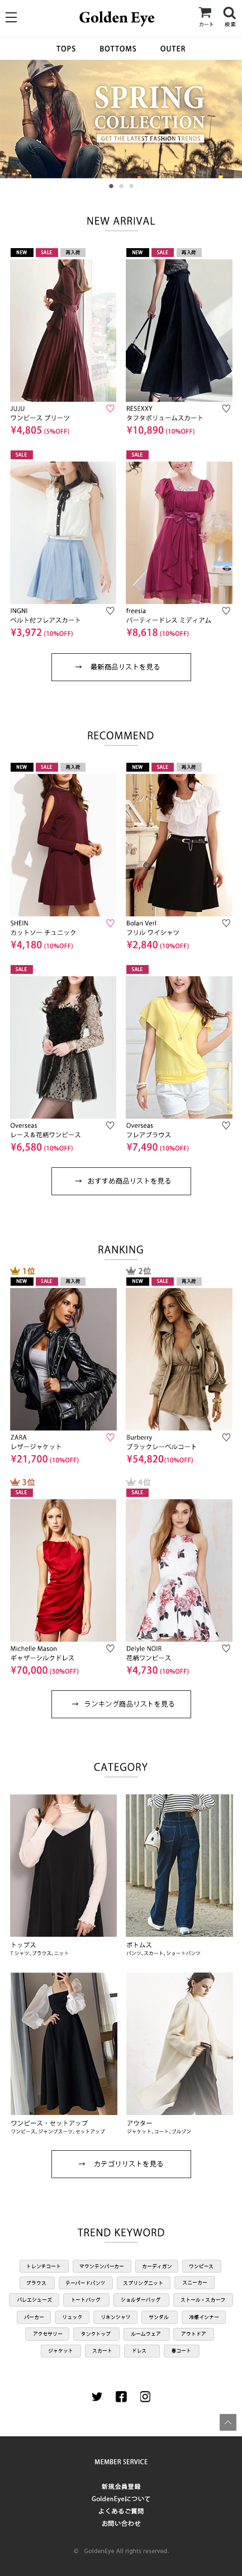 Golden Eye
カート 検索
TOPS BOTTOMS OUTER
SPRING
COLLECTION
GET THE LATEST FASHION TRENDS
NEW ARRIVAL
NEW SALE 再入荷
JUJU
ワンピース プリーツ
¥4,805 (5%OFF)
NEW SALE 再入荷
RESEXXY
タフタボリュームスカート
¥10,890 (10%OFF)
SALE
INGNI
ベルト付フレアスカート
¥3,972 (10%OFF)
SALE
freesia
パーティードレス ミディアム
¥8,618 (10%OFF)
→ 最新商品リストを見る
RECOMMEND
NEW SALE 再入荷
SHEIN
カットソー チュニック
¥4,180 (10%OFF)
NEW SALE 再入荷
Bolan Verl
フリル ワイシャツ
¥2,840 (10%OFF)
SALE
Overseas
レース＆花柄ワンピース
¥6,580 (10%OFF)
SALE
Overseas
フレアブラウス
¥7,490 (10%OFF)
→ おすすめ商品リストを見る
RANKING
1位
NEW SALE 再入荷
ZARA
レザージャケット
¥21,700 (10%OFF)
2位
NEW SALE 再入荷
Burberry
ブラックレーベルコート
¥54,820(10%OFF)
3位
SALE
Michelle Mason
ギャザーシルクドレス
¥70,000 (30%OFF)
4位
SALE
Delyle NOIR
花柄ワンピース
¥4,730 (10%OFF)
→ ランキング商品リストを見る
CATEGORY
トップス
Tシャツ、ブラウス、ニット
ボトムス
パンツ、スカート、ショートパンツ
ワンピース・セットアップ
ワンピース、ジャンプスーツ、セットアップ
アウター
ジャケット、コート、ブルゾン
→ カテゴリリストを見る
TREND KEYWORD
トレンチコート マウンテンパーカー カーディガン ワンピース
ブラウス テーパードパンツ スプリングニット スニーカー
バレエシューズ トートバッグ ショルダーバッグ ストール・スカーフ
パーカー リュック リネンシャツ サンダル 冷感インナー
アクセサリー タンクトップ ルームウェア アウトドア
ジャケット スカート ドレス 春コート
MEMBER SERVICE
新規会員登録
GoldenEyeについて
よくあるご質問
お問い合わせ
© GoldenEye All rights reserved.